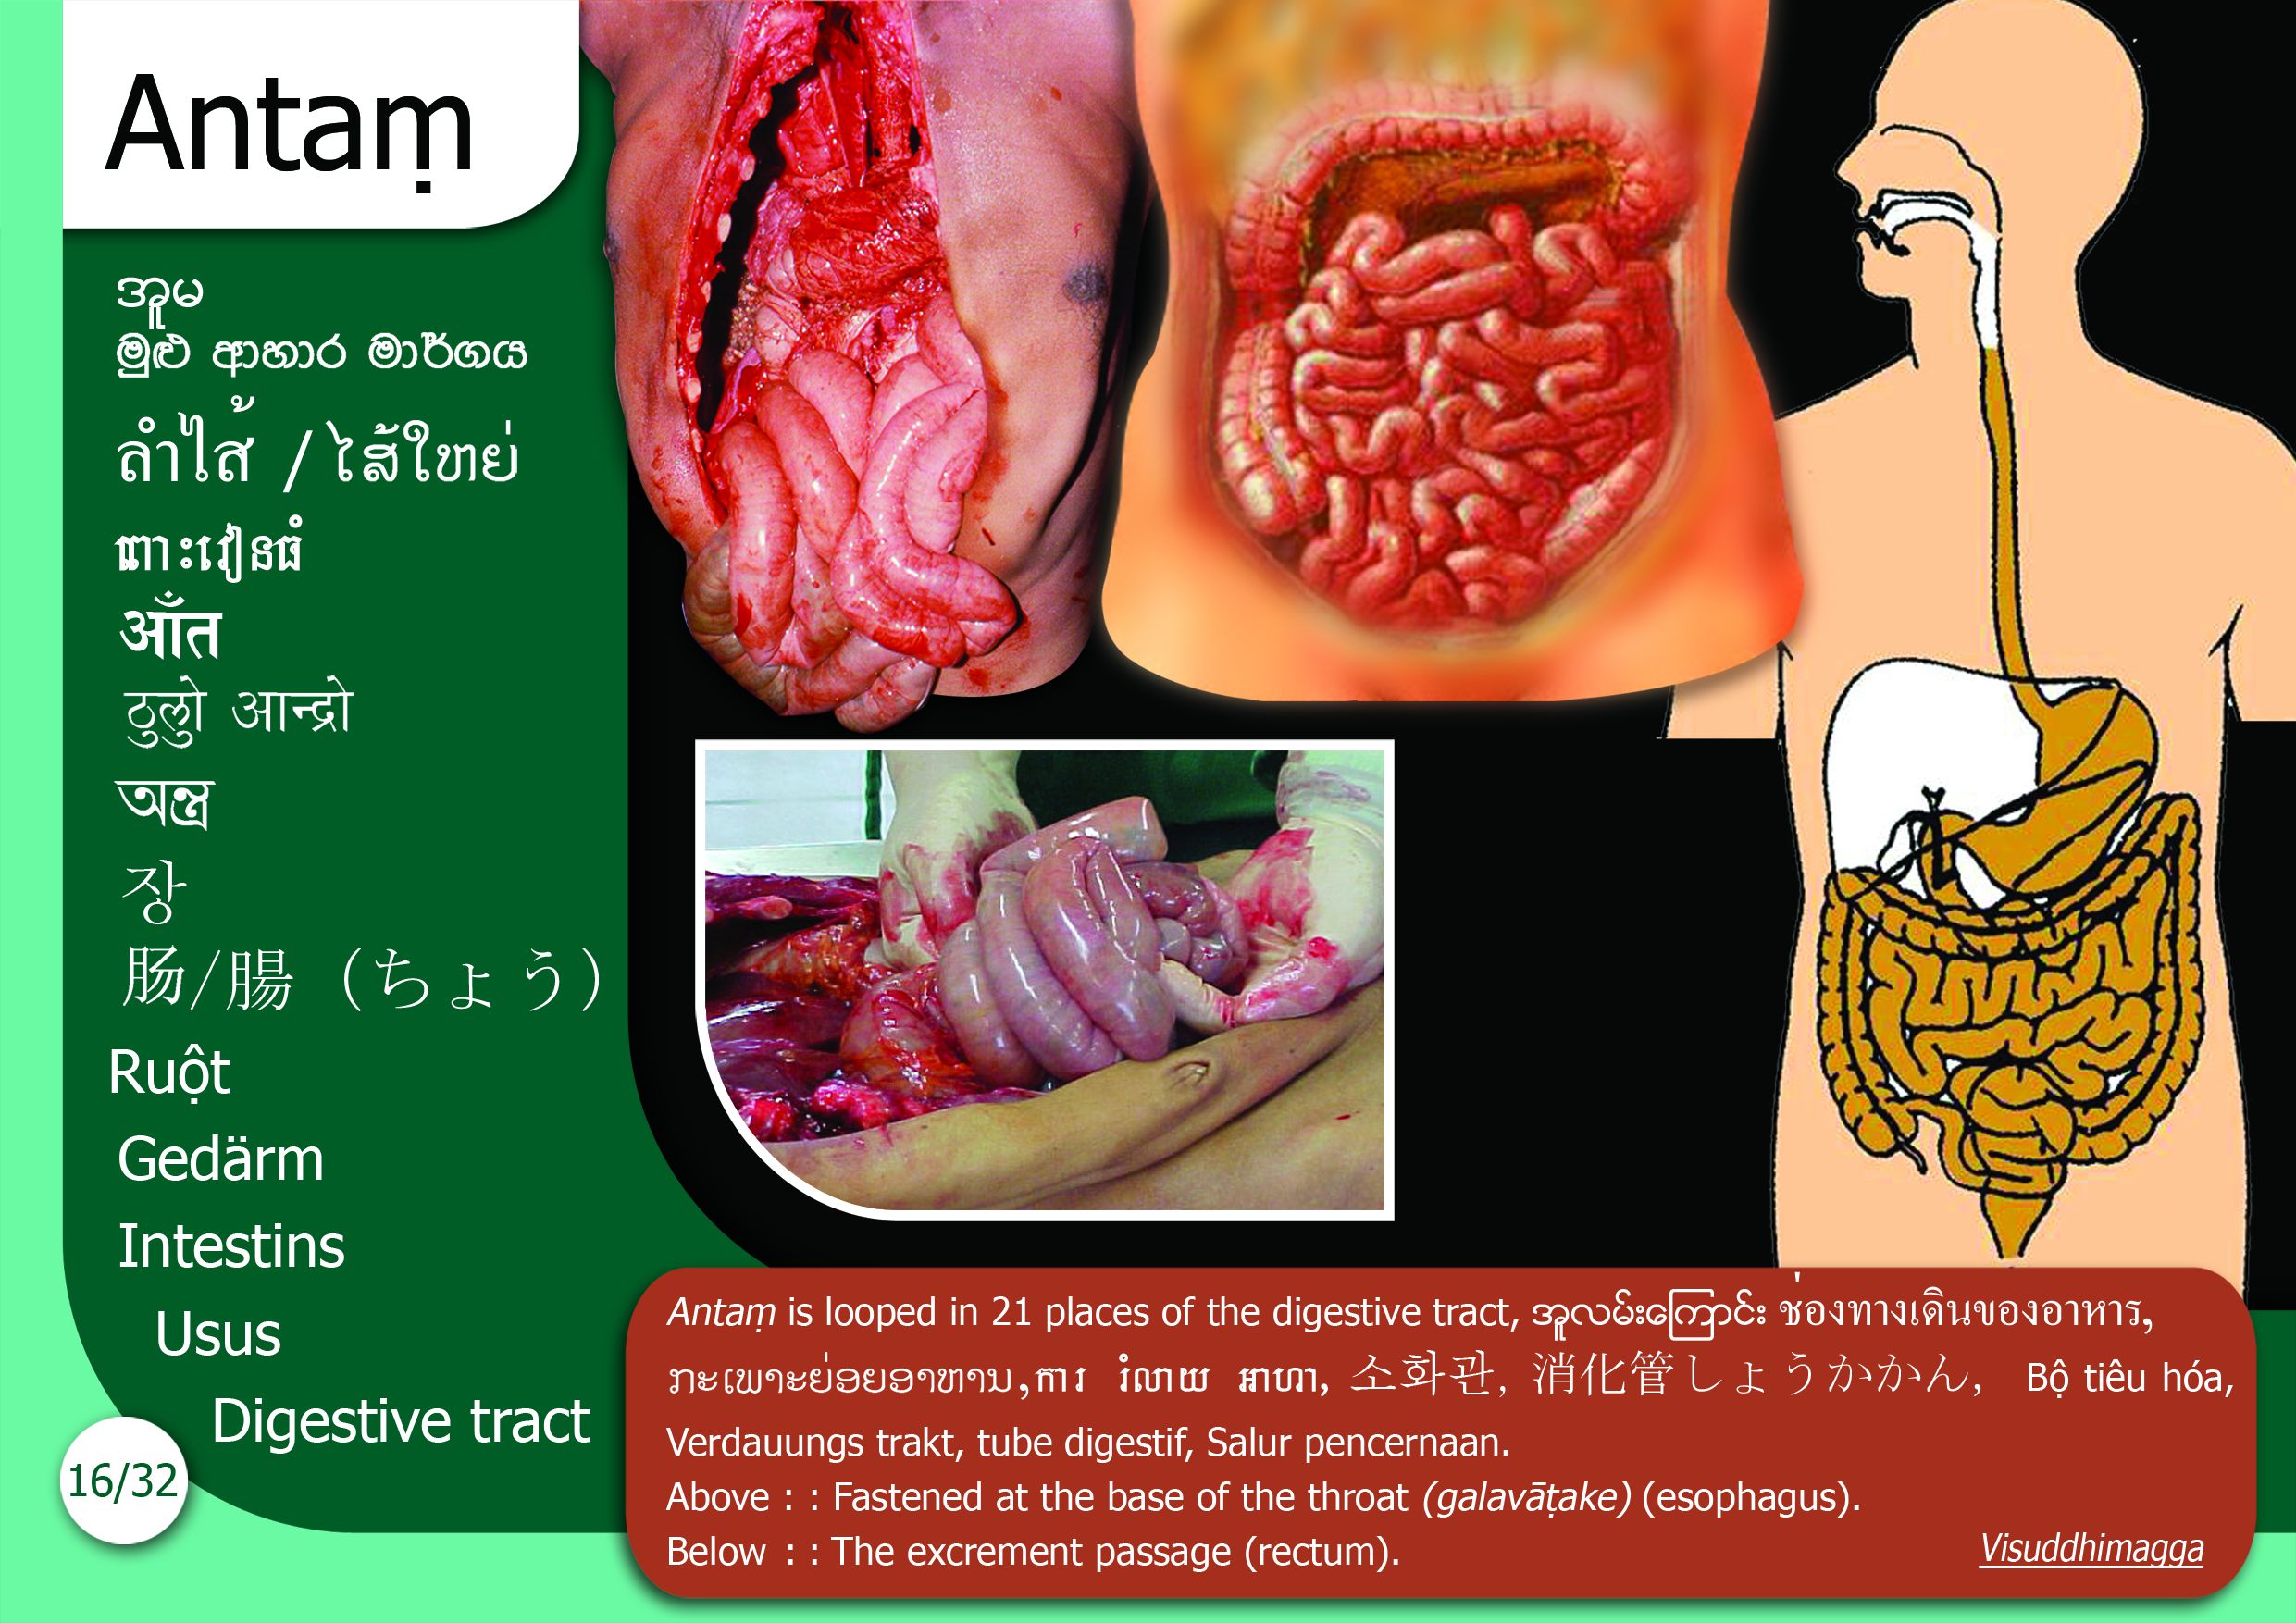 Antaṃ
အူမ
මුළු ආහාර මාර්ගය
ลำไส้ / ໄສ້ໃຫຍ່
ពោះវៀនធំ
आँत
ठुलो आन्द्रो
অন্ত্র
장
肠/腸（ちょう）
Ruột
Gedärm
Intestins
Usus
Digestive tract
16/32
Antaṃ is looped in 21 places of the digestive tract, အူလမ်းကြောင်း ช่องทางเดินของอาหาร,
ກະເພາະຍ່ອຍອາຫານ, ការ រំលាយ អាហា, 소화관, 消化管しょうかかん, Bộ tiêu hóa,
Verdauungs trakt, tube digestif, Salur pencernaan.
Above : : Fastened at the base of the throat (galavāṭake) (esophagus).
Below : : The excrement passage (rectum).
Visuddhimagga